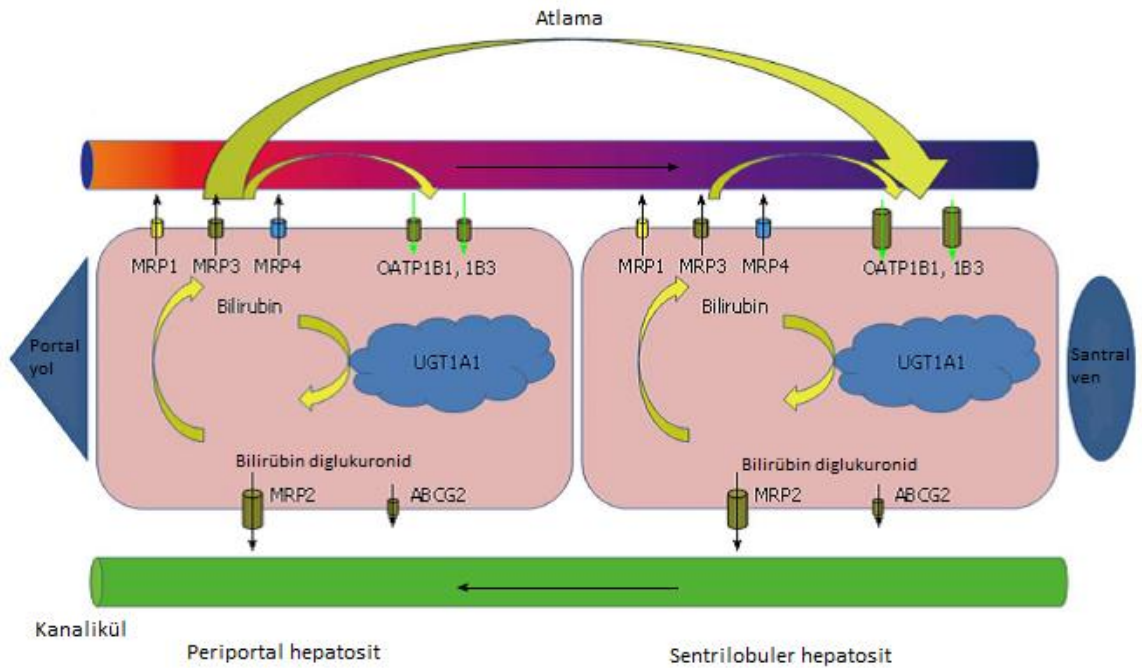 Atlama
MRP1 MRP3 MRP4 OATP1B1, 1B3
MRP1 MRP3 MRP4 OATP1B1, 1B3
Bilirubin
Bilirubin
Portal
yol
UGT1A1
UGT1A1
Santral
ven
Bilirübin diglukuronid
Bilirübin diglukuronid
MRP2 ABCG2
MRP2 ABCG2
Kanalikül
Periportal hepatosit
Sentrilobuler hepatosit